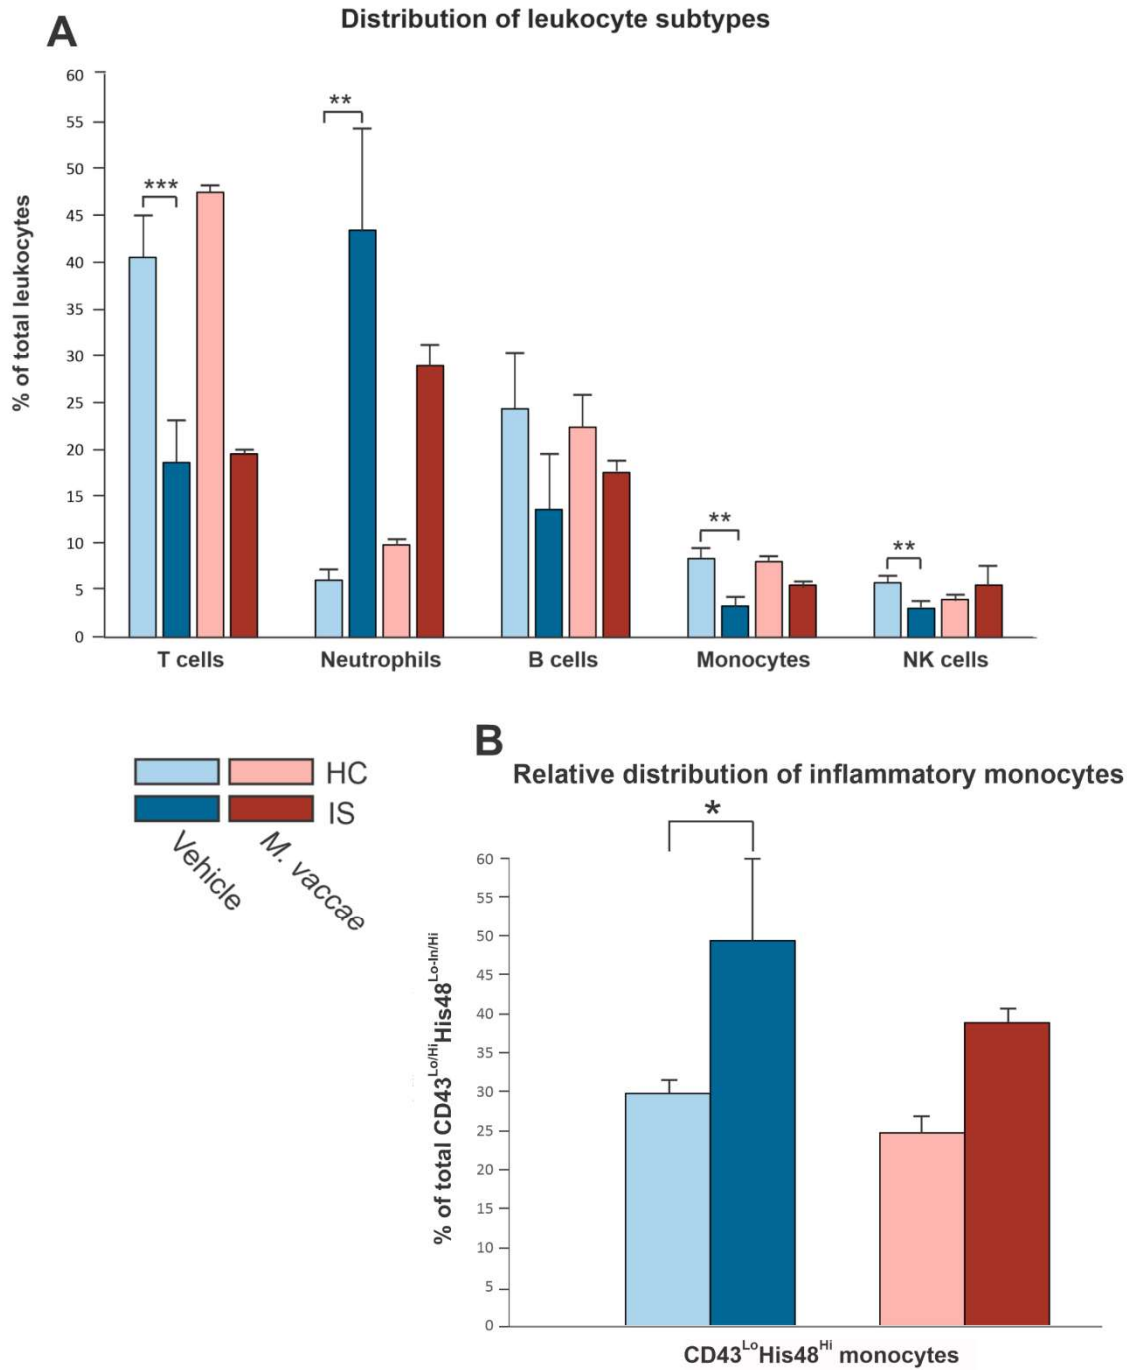 A
Distribution of leukocyte subtypes
% of total leukocytes
60
55
50
45
40
35
30
25
20
15
10
5
0
***
**
**
**
T cells Neutrophils B cells Monocytes NK cells
HC
IS
Vehicle
M. vaccae
B
Relative distribution of inflammatory monocytes
*
% of total CD43Lo/HiHis48Lo-In/Hi
60
55
50
45
40
35
30
25
20
15
10
5
0
CD43LoHis48Hi monocytes